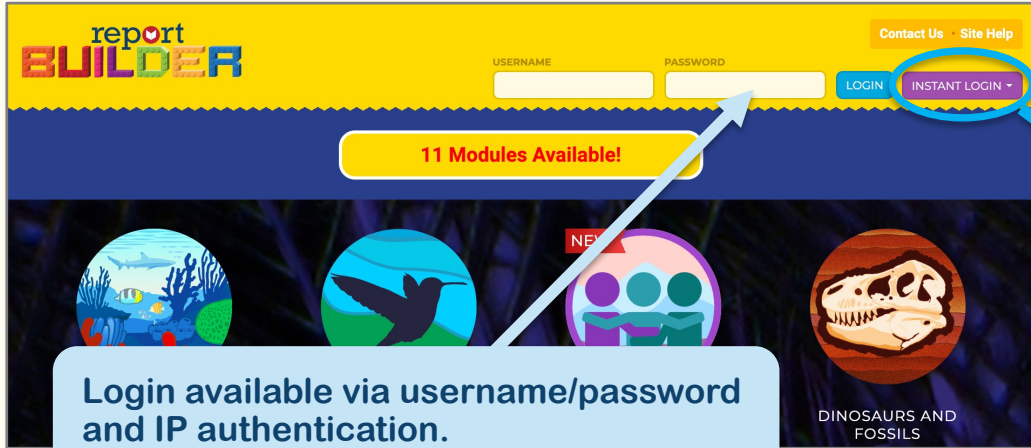 report
BUILDER
Contact Us · Site Help
USERNAME
PASSWORD
LOGIN
INSTANT LOGIN
11 Modules Available!
NEW
Login available via username/password
and IP authentication.
DINOSAURS AND
FOSSILS